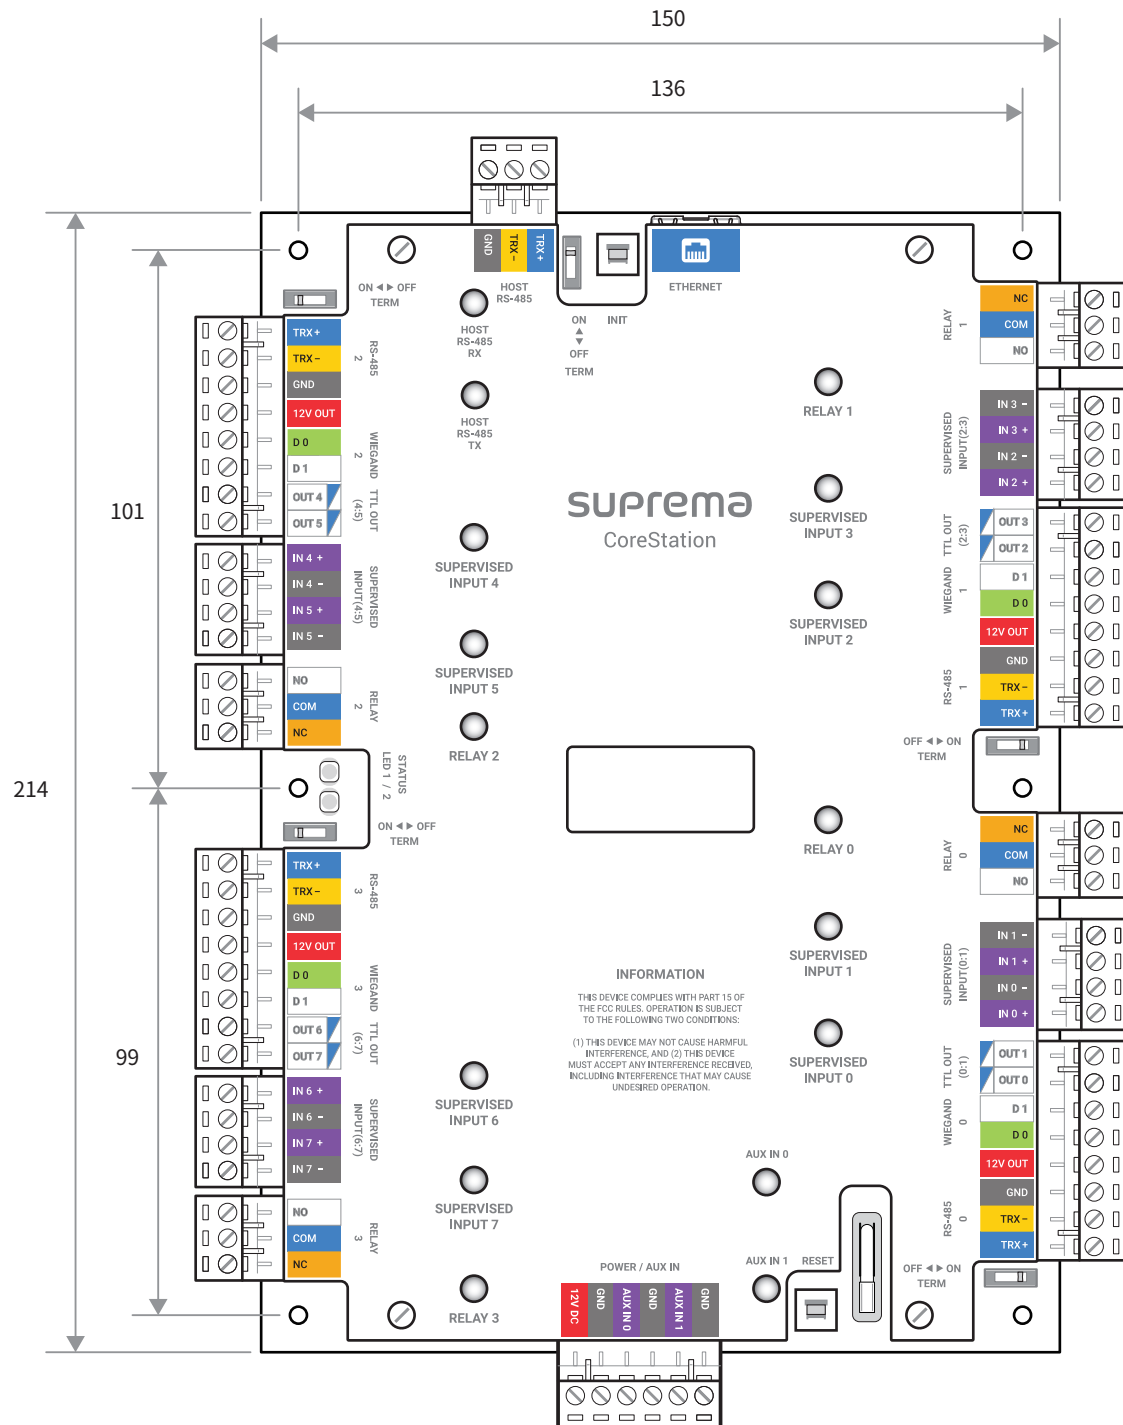 150
136
214
101
99
GND
TRX -
TRX +
HOST
RS-485
ETHERNET
ON ◀ ▶ OFF
TERM
ON
▲
▼
OFF
TERM
INIT
HOST
RS-485
RX
HOST
RS-485
TX
TRX +
TRX -
GND
RS-485
2
12V OUT
D 0
D 1
WIEGAND
2
OUT 4
OUT 5
TTL OUT
(4:5)
IN 4 +
IN 4 -
IN 5 +
IN 5 -
SUPERVISED
INPUT(4:5)
NO
COM
NC
RELAY
2
STATUS
LED 1 / 2
ON ◀ ▶ OFF
TERM
TRX +
TRX -
GND
RS-485
3
12V OUT
D 0
D 1
WIEGAND
3
OUT 6
OUT 7
TTL OUT
(6:7)
IN 6 +
IN 6 -
IN 7 +
IN 7 -
SUPERVISED
INPUT(6:7)
NO
COM
NC
RELAY
3
SUPERVISED
INPUT 4
SUPERVISED
INPUT 5
RELAY 2
SUPERVISED
INPUT 6
SUPERVISED
INPUT 7
RELAY 3
suprema
CoreStation
INFORMATION
THIS DEVICE COMPLIES WITH PART 15 OF
THE FCC RULES. OPERATION IS SUBJECT
TO THE FOLLOWING TWO CONDITIONS:
(1) THIS DEVICE MAY NOT CAUSE HARMFUL
INTERFERENCE, AND (2) THIS DEVICE
MUST ACCEPT ANY INTERFERENCE RECEIVED,
INCLUDING INTERFERENCE THAT MAY CAUSE
UNDESIRED OPERATION.
RELAY 1
SUPERVISED
INPUT 3
SUPERVISED
INPUT 2
RELAY 0
SUPERVISED
INPUT 1
SUPERVISED
INPUT 0
AUX IN 0
AUX IN 1
RESET
POWER / AUX IN
12V DC
GND
AUX IN 0
GND
AUX IN 1
GND
RELAY
1
NC
COM
NO
SUPERVISED
INPUT(2:3)
IN 3 -
IN 3 +
IN 2 -
IN 2 +
TTL OUT
(2:3)
OUT 3
OUT 2
WIEGAND
1
D 1
D 0
12V OUT
RS-485
1
GND
TRX -
TRX +
OFF ◀ ▶ ON
TERM
RELAY
0
NC
COM
NO
SUPERVISED
INPUT(0:1)
IN 1 -
IN 1 +
IN 0 -
IN 0 +
TTL OUT
(0:1)
OUT 1
OUT 0
WIEGAND
0
D 1
D 0
12V OUT
RS-485
0
GND
TRX -
TRX +
OFF ◀ ▶ ON
TERM